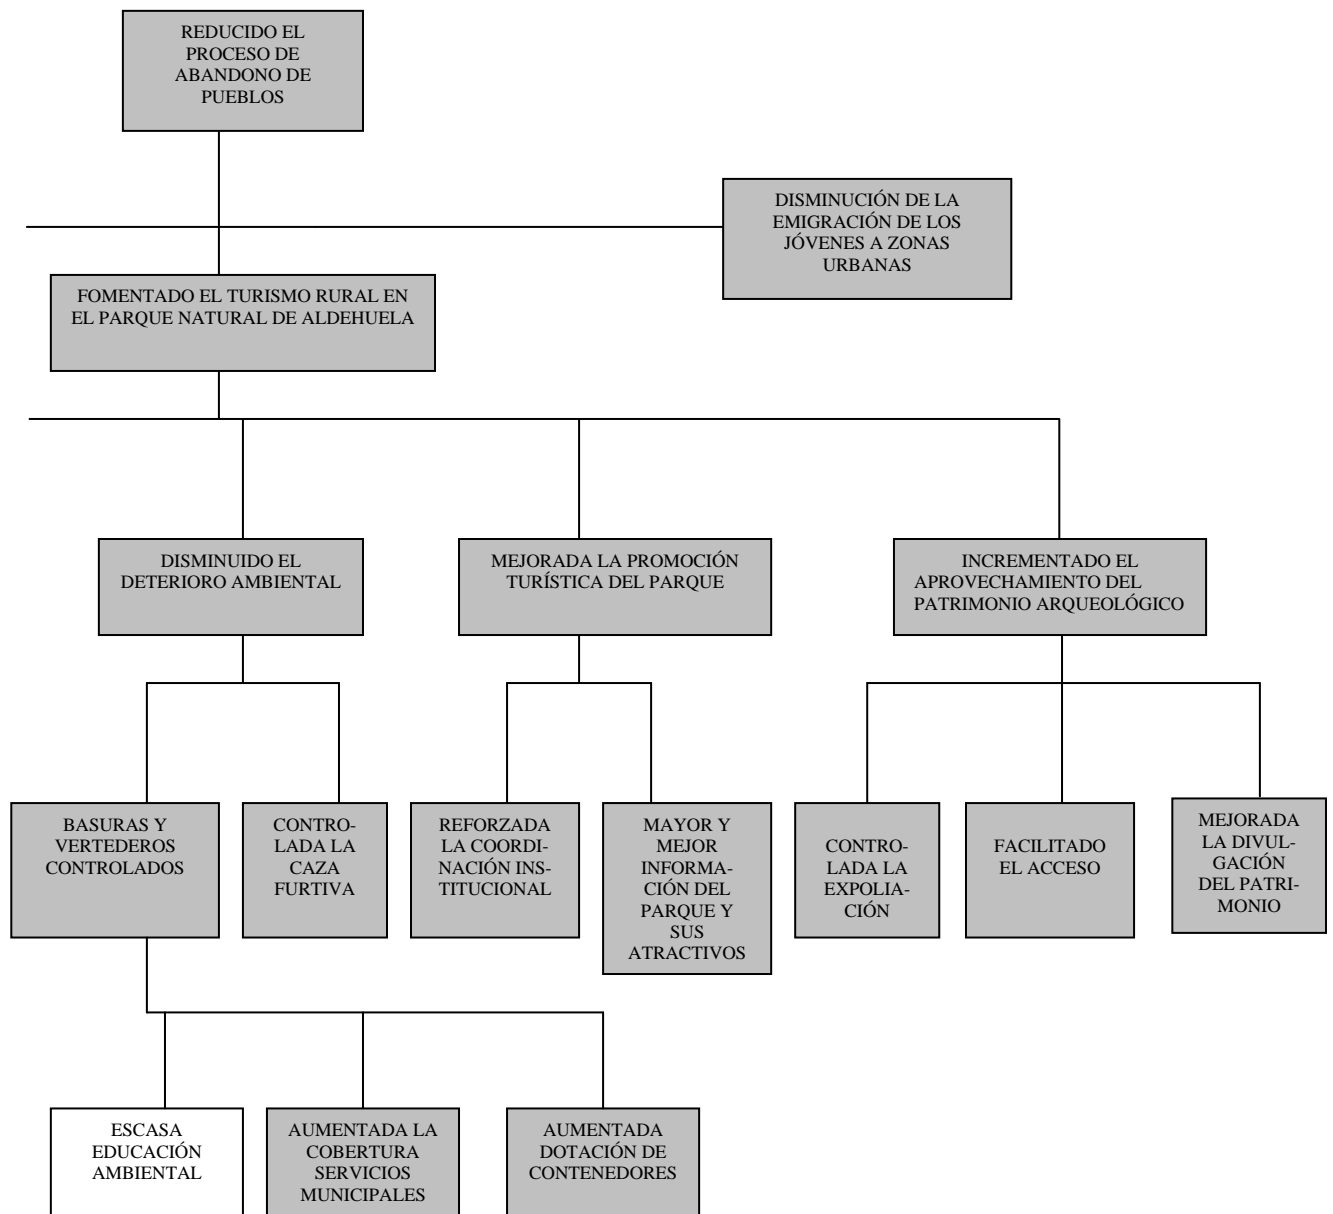 REDUCIDO EL
PROCESO DE
ABANDONO DE
PUEBLOS
DISMINUCIÓN DE LA
EMIGRACIÓN DE LOS
JÓVENES A ZONAS
URBANAS
FOMENTADO EL TURISMO RURAL EN
EL PARQUE NATURAL DE ALDEHUELA
DISMINUIDO EL
DETERIORO AMBIENTAL
MEJORADA LA PROMOCIÓN
TURÍSTICA DEL PARQUE
INCREMENTADO EL
APROVECHAMIENTO DEL
PATRIMONIO ARQUEOLÓGICO
BASURAS Y
VERTEDEROS
CONTROLADOS
CONTRO-
LADA LA
CAZA
FURTIVA
REFORZADA
LA COORDI-
NACIÓN INS-
TITUCIONAL
MAYOR Y
MEJOR
INFORMA-
CIÓN DEL
PARQUE Y
SUS
ATRACTIVOS
CONTRO-
LADA LA
EXPOLIA-
CIÓN
FACILITADO
EL ACCESO
MEJORADA
LA DIVUL-
GACIÓN
DEL PATRI-
MONIO
ESCASA
EDUCACIÓN
AMBIENTAL
AUMENTADA LA
COBERTURA
SERVICIOS
MUNICIPALES
AUMENTADA
DOTACIÓN DE
CONTENEDORES